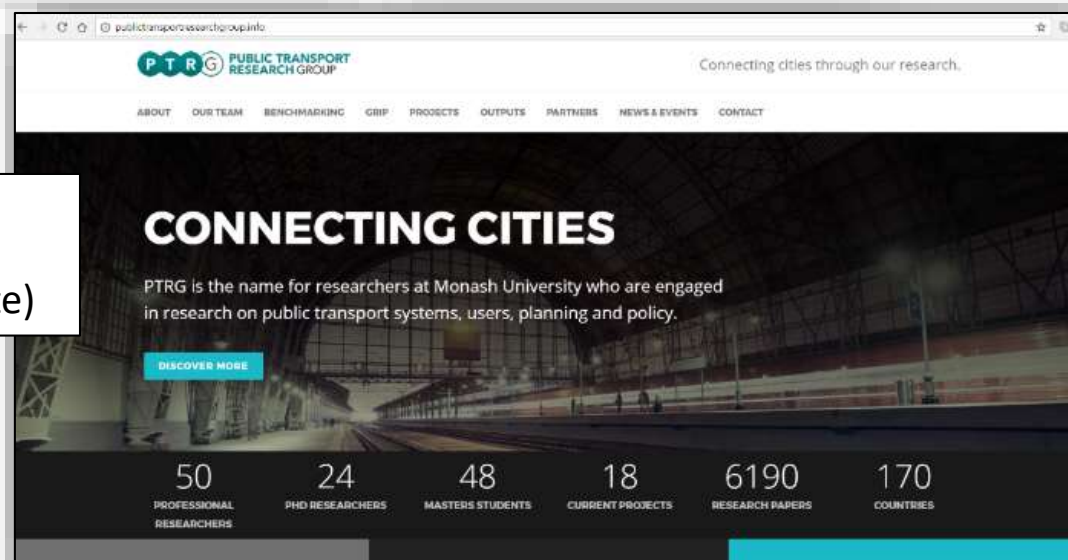 publictransportresearchgroup.info
PTRG PUBLIC TRANSPORT
RESEARCH GROUP
Connecting cities through our research.
ABOUT OUR TEAM BENCHMARKING GRIP PROJECTS OUTPUTS PARTNERS NEWS & EVENTS CONTACT
CONNECTING CITIES
PTRG is the name for researchers at Monash University who are engaged
in research on public transport systems, users, planning and policy.
DISCOVER MORE
50 24 48 18 6190 170
PROFESSIONAL PHD RESEARCHERS MASTERS STUDENTS CURRENT PROJECTS RESEARCH PAPERS COUNTRIES
RESEARCHERS